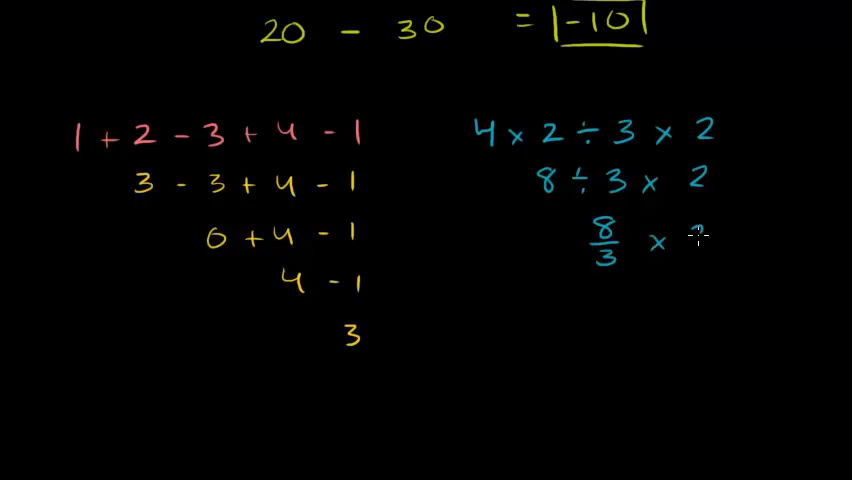 20 - 30 = |-10|
1 + 2 - 3 + 4 - 1
3 - 3 + 4 - 1
0 + 4 - 1
4 - 1
3
4 × 2 ÷ 3 × 2
8 ÷ 3 × 2
8/3 ×